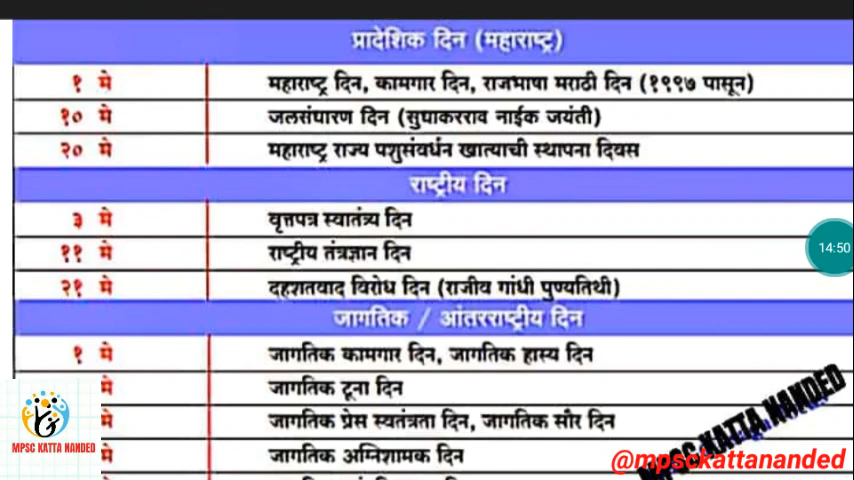 प्रादेशिक दिन (महाराष्ट्र)
१ मे महाराष्ट्र दिन, कामगार दिन, राजभाषा मराठी दिन (१९९७ पासून)
१० मे जलसंधारण दिन (सुधाकरराव नाईक जयंती)
२० मे महाराष्ट्र राज्य पशुसंवर्धन खात्याची स्थापना दिवस
राष्ट्रीय दिन
३ मे वृत्तपत्र स्वातंत्र्य दिन
११ मे राष्ट्रीय तंत्रज्ञान दिन
14:50
२१ मे दहशतवाद विरोध दिन (राजीव गांधी पुण्यतिथी)
जागतिक / आंतरराष्ट्रीय दिन
१ मे जागतिक कामगार दिन, जागतिक हास्य दिन
मे जागतिक टूना दिन
मे जागतिक प्रेस स्वतंत्रता दिन, जागतिक सौर दिन
मे जागतिक अग्निशामक दिन
MPSC KATTA NANDED
MPSC KATTA NANDED
@mpsckattananded